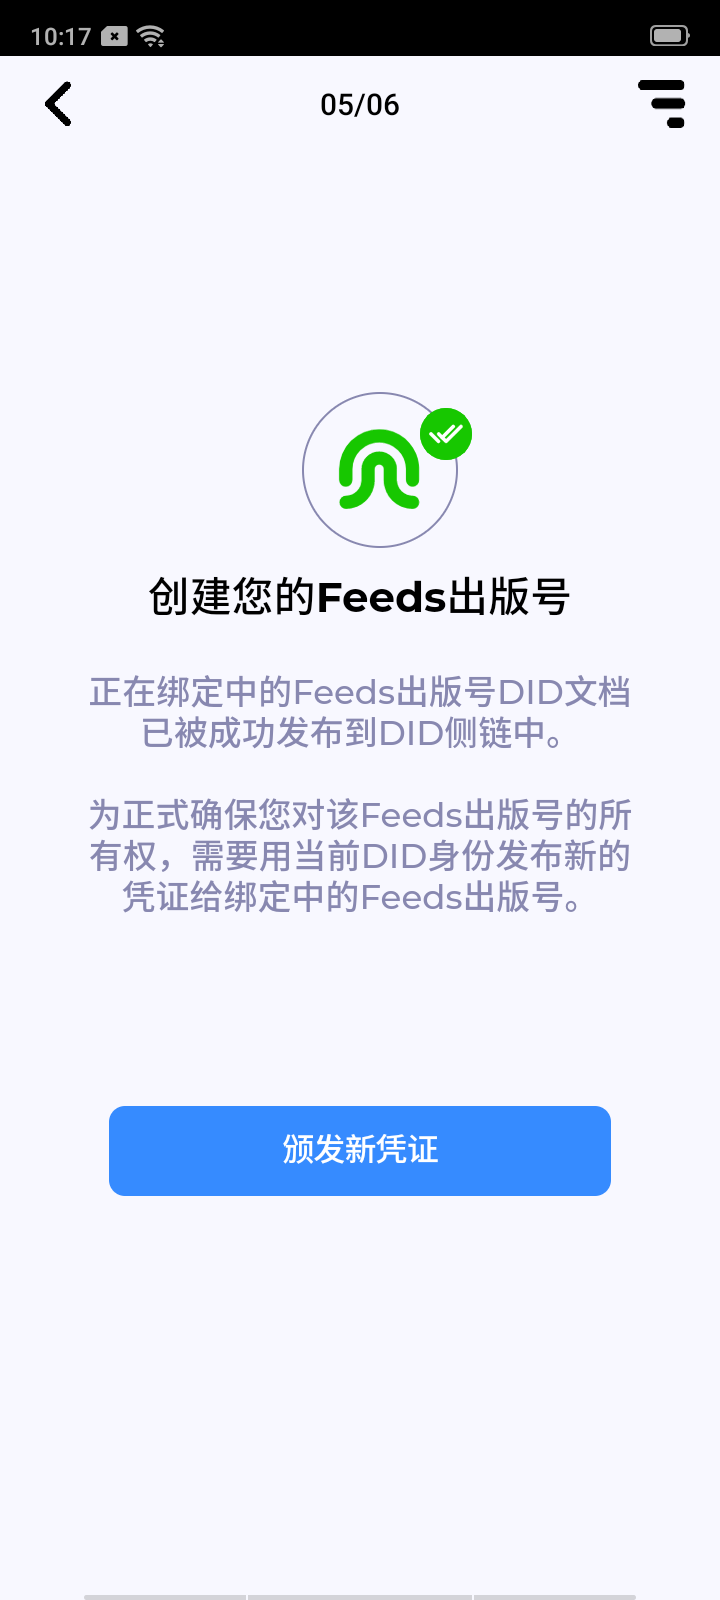 10:17
05/06
创建您的Feeds出版号
正在绑定中的Feeds出版号DID文档
已被成功发布到DID侧链中。
为正式确保您对该Feeds出版号的所
有权，需要用当前DID身份发布新的
凭证给绑定中的Feeds出版号。
颁发新凭证